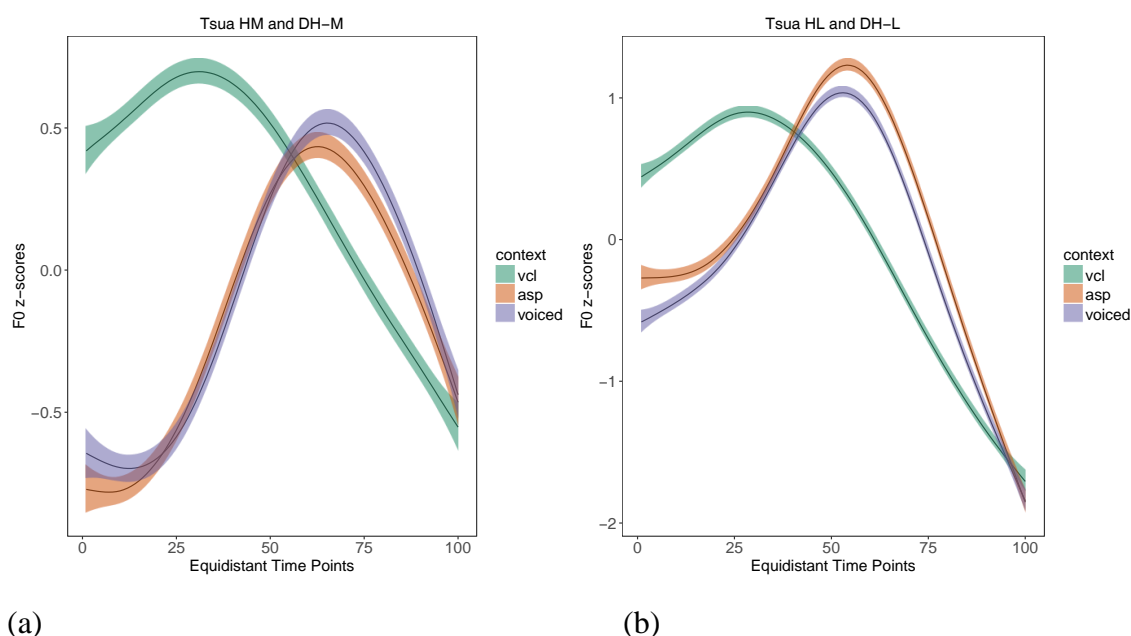 Tsua HM and DH−M
F0 z−scores
0.5
0.0
−0.5
0
25
50
75
100
Equidistant Time Points
context
vcl
asp
voiced
(a)
Tsua HL and DH−L
F0 z−scores
1
0
−1
−2
0
25
50
75
100
Equidistant Time Points
context
vcl
asp
voiced
(b)